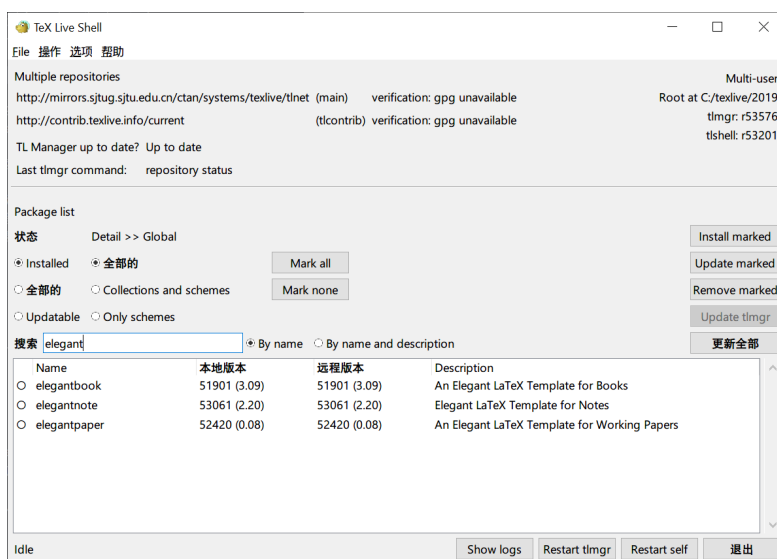 TeX Live Shell
File 操作 选项 帮助
Multiple repositories
Multi-user
http://mirrors.sjtug.sjtu.edu.cn/ctan/systems/texlive/tlnet (main) verification: gpg unavailable
Root at C:/texlive/2019
http://contrib.texlive.info/current (tlcontrib) verification: gpg unavailable
tlmgr: r53576
tlshell: r53201
TL Manager up to date? Up to date
Last tlmgr command: repository status
Package list
状态 Detail >> Global Install marked
Installed 全部的 Mark all Update marked
全部的 Collections and schemes Mark none Remove marked
Updatable Only schemes Update tlmgr
搜索 elegant By name By name and description 更新全部
Name 本地版本 远程版本 Description
elegantbook 51901 (3.09) 51901 (3.09) An Elegant LaTeX Template for Books
elegantnote 53061 (2.20) 53061 (2.20) Elegant LaTeX Template for Notes
elegantpaper 52420 (0.08) 52420 (0.08) An Elegant LaTeX Template for Working Papers
Idle Show logs Restart tlmgr Restart self 退出